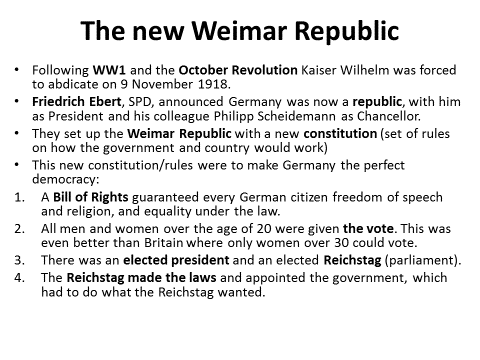 The new Weimar Republic
• Following WW1 and the October Revolution Kaiser Wilhelm was forced
to abdicate on 9 November 1918.
• Friedrich Ebert, SPD, announced Germany was now a republic, with him
as President and his colleague Philipp Scheidemann as Chancellor.
• They set up the Weimar Republic with a new constitution (set of rules
on how the government and country would work)
• This new constitution/rules were to make Germany the perfect
democracy:
1. A Bill of Rights guaranteed every German citizen freedom of speech
and religion, and equality under the law.
2. All men and women over the age of 20 were given the vote. This was
even better than Britain where only women over 30 could vote.
3. There was an elected president and an elected Reichstag (parliament).
4. The Reichstag made the laws and appointed the government, which
had to do what the Reichstag wanted.